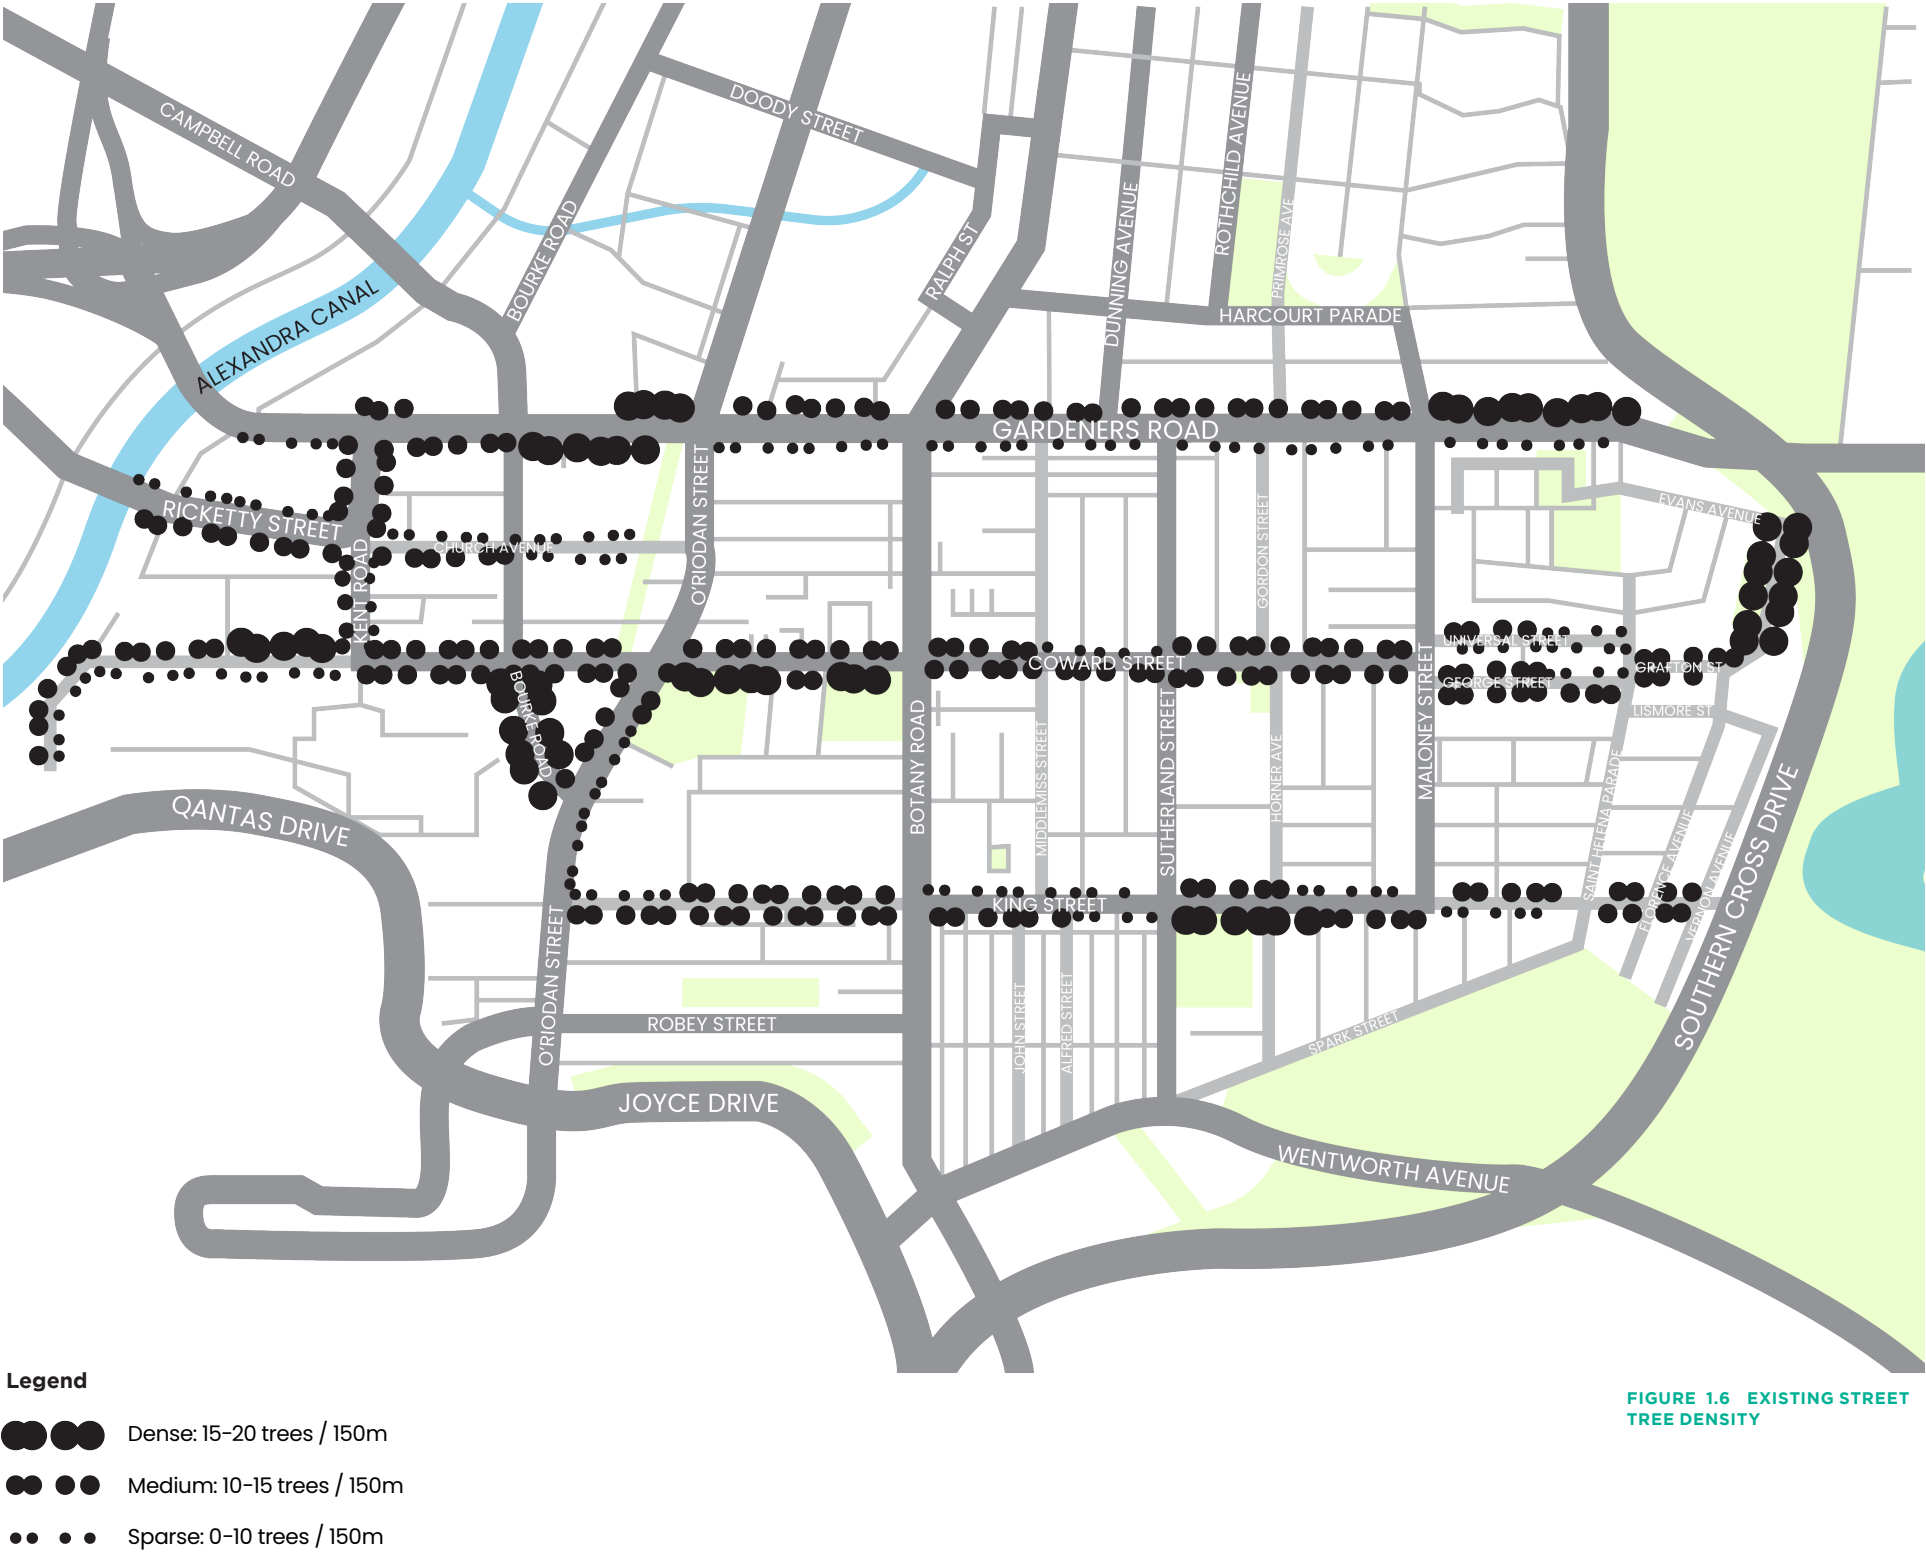 DOODY STREET
CAMPBELL ROAD
ROTHCHILD AVENUE
DUNNING AVENUE
PRIMROSE AVE
BOURKE ROAD
RALPH ST
ALEXANDRA CANAL
HARCOURT PARADE
GARDENERS ROAD
RICKETTY STREET
O'RIODAN STREET
GORDON STREET
EVANS AVENUE
CHURCH AVENUE
KENT ROAD
UNIVERSAL STREET
COWARD STREET
GRAFTON ST
GEORGE STREET
BOURKE ROAD
LISMORE ST
MALONEY STREET
BOTANY ROAD
MIDDLEMISS STREET
SUTHERLAND STREET
HORNER AVE
SAINT HELENA PARADE
FLORENCE AVENUE
VERNON AVENUE
SOUTHERN CROSS DRIVE
QANTAS DRIVE
KING STREET
O'RIODAN STREET
JOHN STREET
ALFRED STREET
ROBEY STREET
SPARK STREET
JOYCE DRIVE
WENTWORTH AVENUE
Legend
Dense: 15-20 trees / 150m
Medium: 10-15 trees / 150m
Sparse: 0-10 trees / 150m
FIGURE 1.6 EXISTING STREET
TREE DENSITY